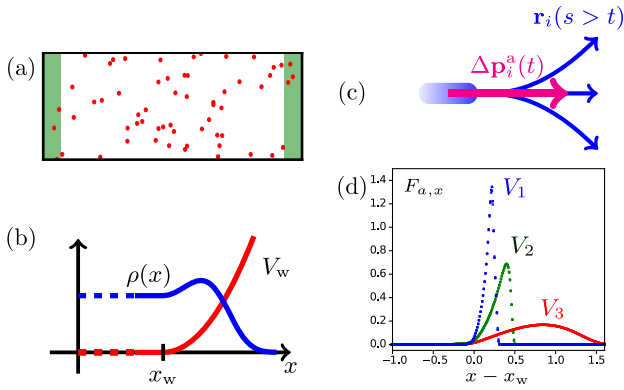 (a)
(b)
ρ(x)
V_w
x_w
x
(c)
r_i(s > t)
Δp_i^a(t)
(d)
F_{a,x}
V_1
V_2
V_3
1.4
1.2
1.0
0.8
0.6
0.4
0.2
0.0
-1.0 -0.5 0.0 0.5 1.0 1.5
x − x_w